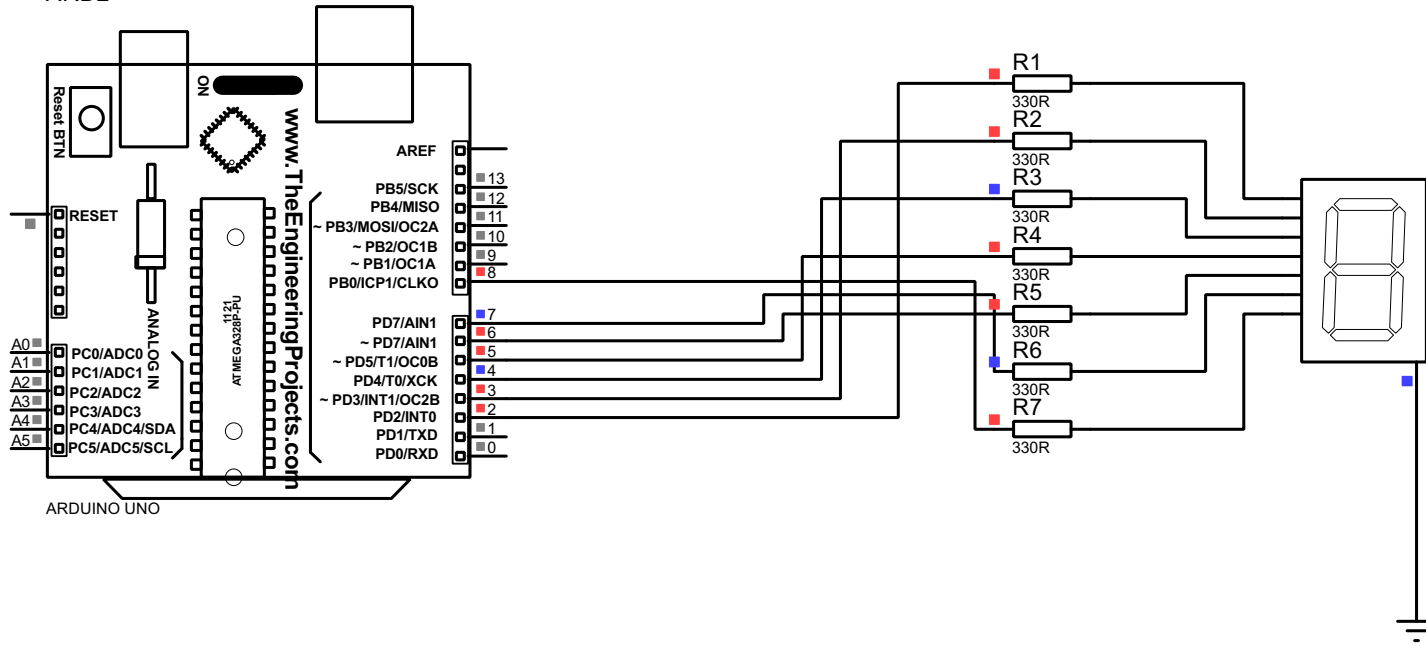 Reset BTN
ON
www.TheEngineeringProjects.com
RESET
ANALOG IN
1121
ATMEGA328P-PU
A0
A1
A2
A3
A4
A5
PC0/ADC0
PC1/ADC1
PC2/ADC2
PC3/ADC3
PC4/ADC4/SDA
PC5/ADC5/SCL
AREF
PB5/SCK 13
PB4/MISO 12
~ PB3/MOSI/OC2A 11
~ PB2/OC1B 10
~ PB1/OC1A 9
PB0/ICP1/CLKO 8
PD7/AIN1 7
~ PD7/AIN1 6
~ PD5/T1/OC0B 5
PD4/T0/XCK 4
~ PD3/INT1/OC2B 3
PD2/INT0 2
PD1/TXD 1
PD0/RXD 0
ARDUINO UNO
R1
330R
R2
330R
R3
330R
R4
330R
R5
330R
R6
330R
R7
330R